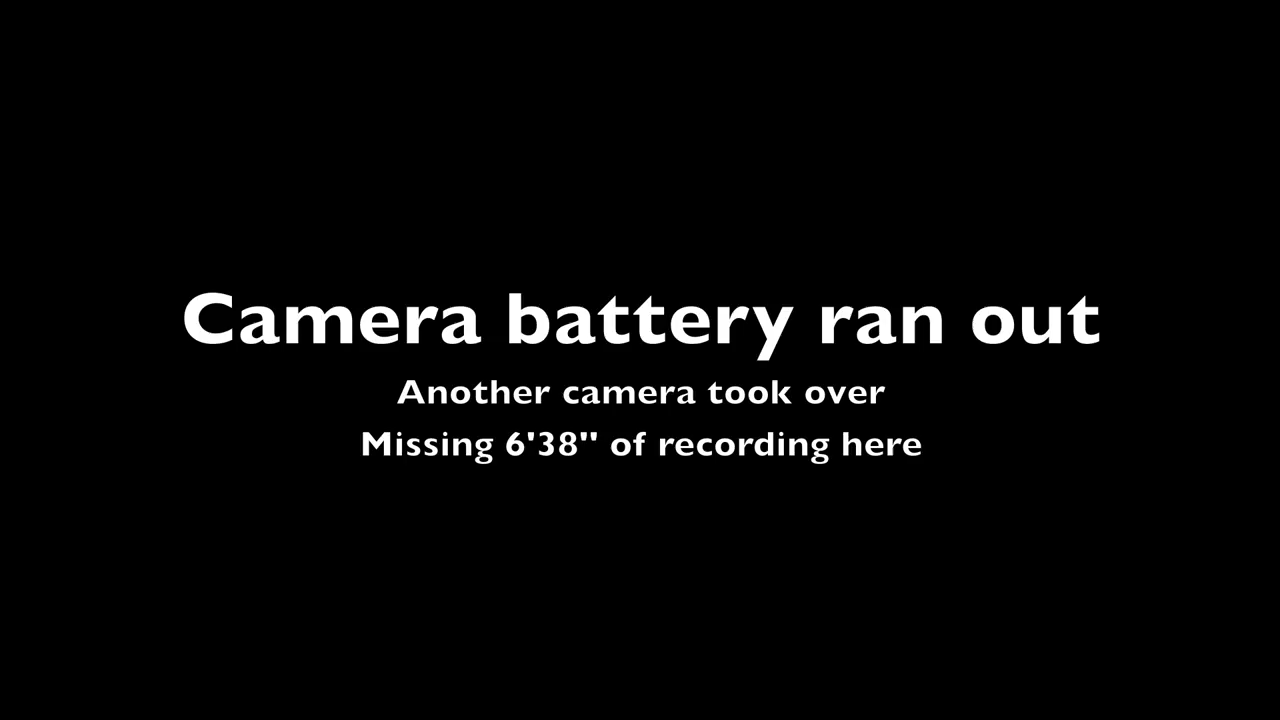 Camera battery ran out
Another camera took over
Missing 6'38" of recording here